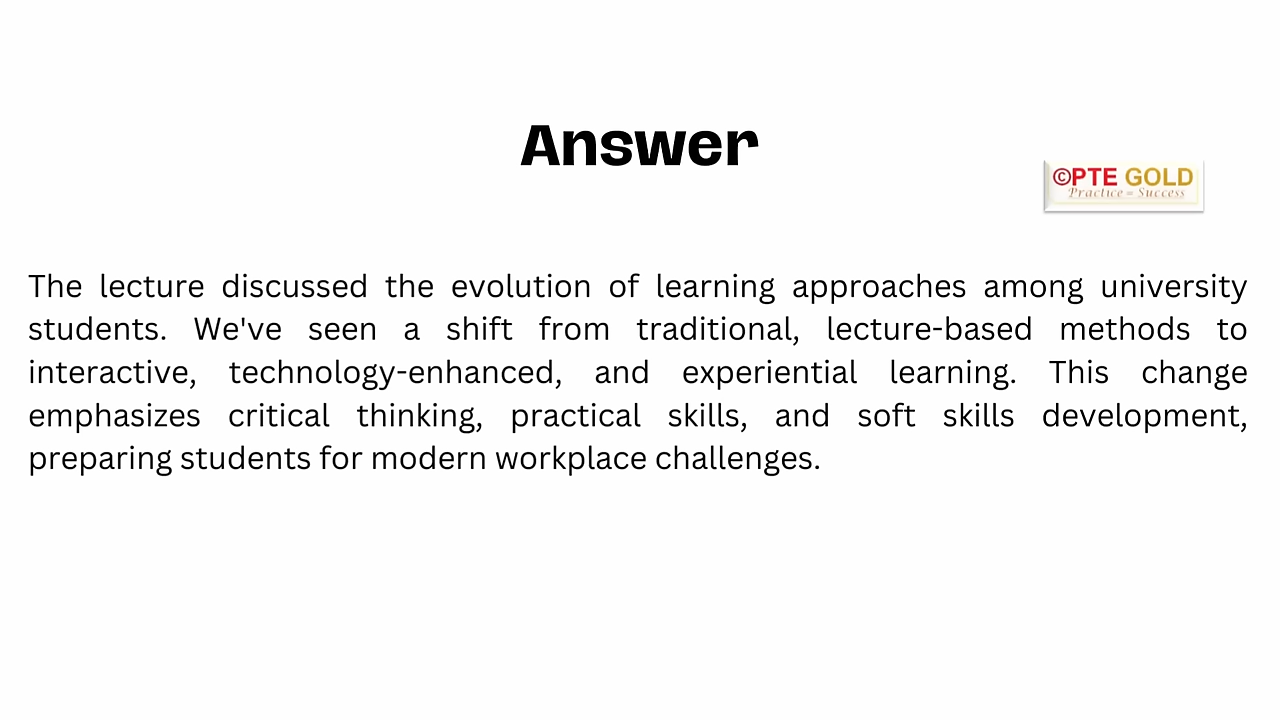 Answer
©PTE GOLD
Practice = Success
The lecture discussed the evolution of learning approaches among university
students. We've seen a shift from traditional, lecture-based methods to
interactive, technology-enhanced, and experiential learning. This change
emphasizes critical thinking, practical skills, and soft skills development,
preparing students for modern workplace challenges.